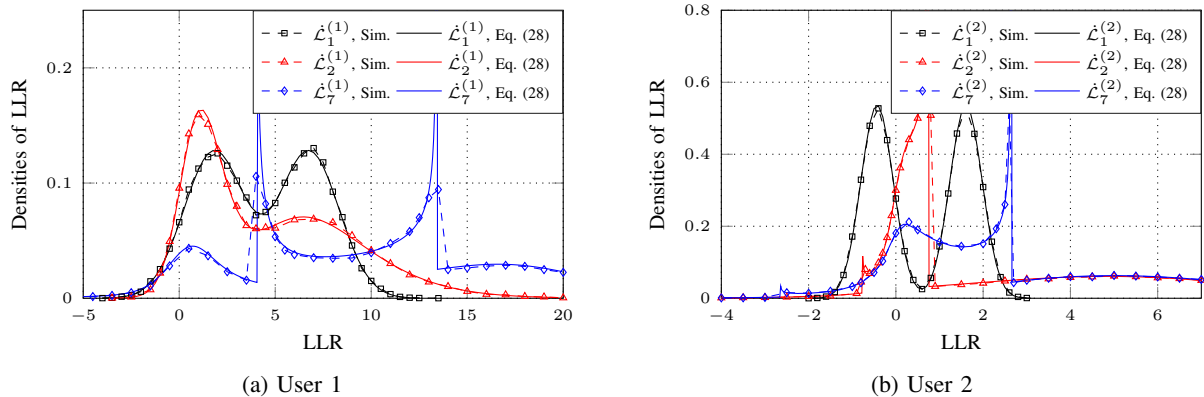 0.2
0.1
0
−5 0 5 10 15 20
LLR
Densities of LLR
L̇₁⁽¹⁾, Sim. L̇₁⁽¹⁾, Eq. (28)
L̇₂⁽¹⁾, Sim. L̇₂⁽¹⁾, Eq. (28)
L̇₇⁽¹⁾, Sim. L̇₇⁽¹⁾, Eq. (28)
(a) User 1
0.8
0.6
0.4
0.2
0
−4 −2 0 2 4 6
LLR
Densities of LLR
L̇₁⁽²⁾, Sim. L̇₁⁽²⁾, Eq. (28)
L̇₂⁽²⁾, Sim. L̇₂⁽²⁾, Eq. (28)
L̇₇⁽²⁾, Sim. L̇₇⁽²⁾, Eq. (28)
(b) User 2